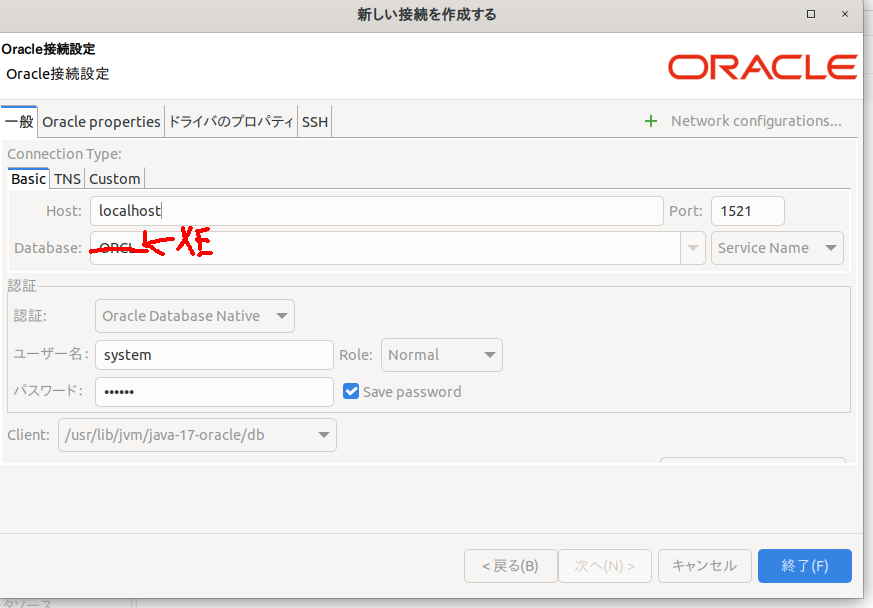 新しい接続を作成する
Oracle接続設定
Oracle接続設定
ORACLE
一般 Oracle properties ドライバのプロパティ SSH + Network configurations...
Connection Type:
Basic TNS Custom
Host: localhost Port: 1521
Database: ORCL ←XE Service Name
認証
認証: Oracle Database Native
ユーザー名: system Role: Normal
パスワード: •••••• Save password
Client: /usr/lib/jvm/java-17-oracle/db
< 戻る(B) 次へ(N) > キャンセル 終了(F)
タソース